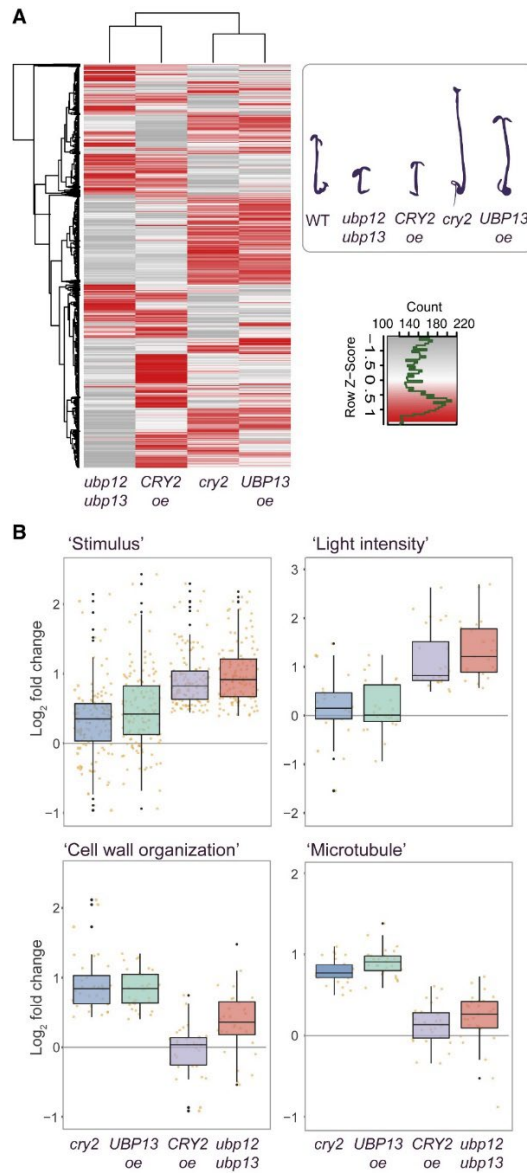 A
WT
ubp12 ubp13
CRY2 oe
cry2
UBP13 oe
Count
100 140 180 220
Row Z-Score
−1.5 0 0.5 1
ubp12 ubp13
CRY2 oe
cry2
UBP13 oe
B
'Stimulus'
'Light intensity'
Log2 fold change
2
1
0
−1
3
2
1
0
−1
−2
'Cell wall organization'
'Microtubule'
Log2 fold change
2
1
0
−1
2
1
0
−1
cry2
UBP13 oe
CRY2 oe
ubp12 ubp13
cry2
UBP13 oe
CRY2 oe
ubp12 ubp13